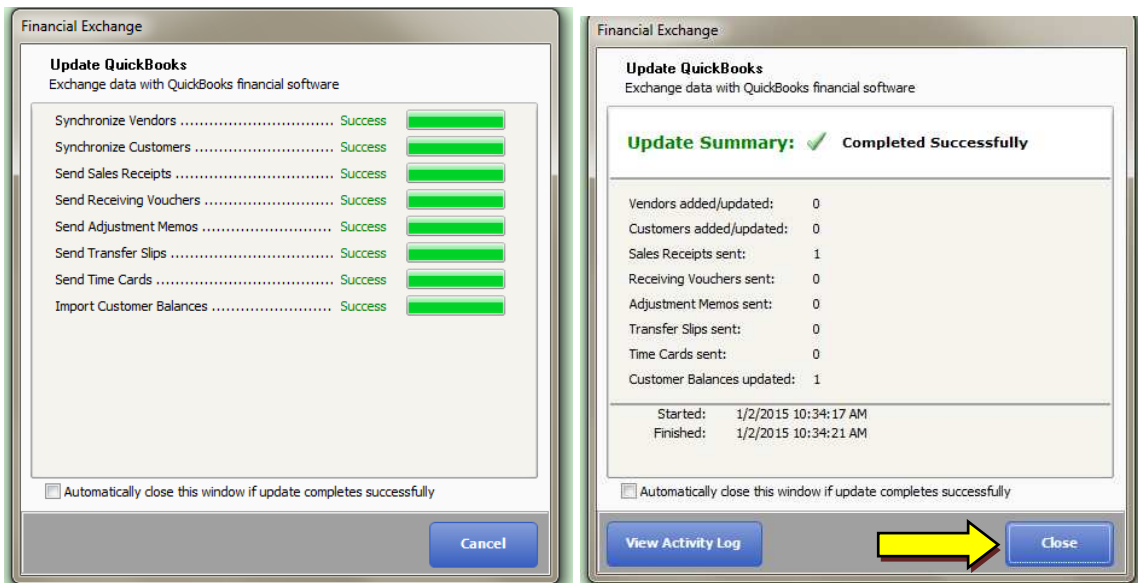 Financial Exchange
Update QuickBooks
Exchange data with QuickBooks financial software
Synchronize Vendors ................................ Success
Synchronize Customers ............................. Success
Send Sales Receipts ................................. Success
Send Receiving Vouchers ........................... Success
Send Adjustment Memos ........................... Success
Send Transfer Slips .................................. Success
Send Time Cards ..................................... Success
Import Customer Balances ......................... Success
Automatically close this window if update completes successfully
Cancel
Financial Exchange
Update QuickBooks
Exchange data with QuickBooks financial software
Update Summary: Completed Successfully
Vendors added/updated: 0
Customers added/updated: 0
Sales Receipts sent: 1
Receiving Vouchers sent: 0
Adjustment Memos sent: 0
Transfer Slips sent: 0
Time Cards sent: 0
Customer Balances updated: 1
Started: 1/2/2015 10:34:17 AM
Finished: 1/2/2015 10:34:21 AM
Automatically close this window if update completes successfully
View Activity Log
Close